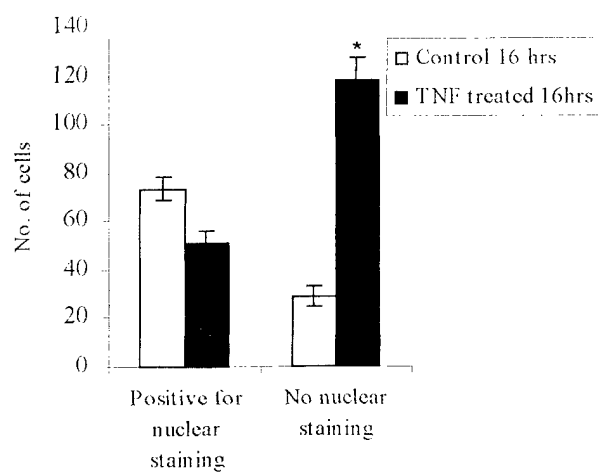 140
120
100
80
60
40
20
0
No. of cells
*
Control 16 hrs
TNF treated 16hrs
Positive for
nuclear
staining
No nuclear
staining